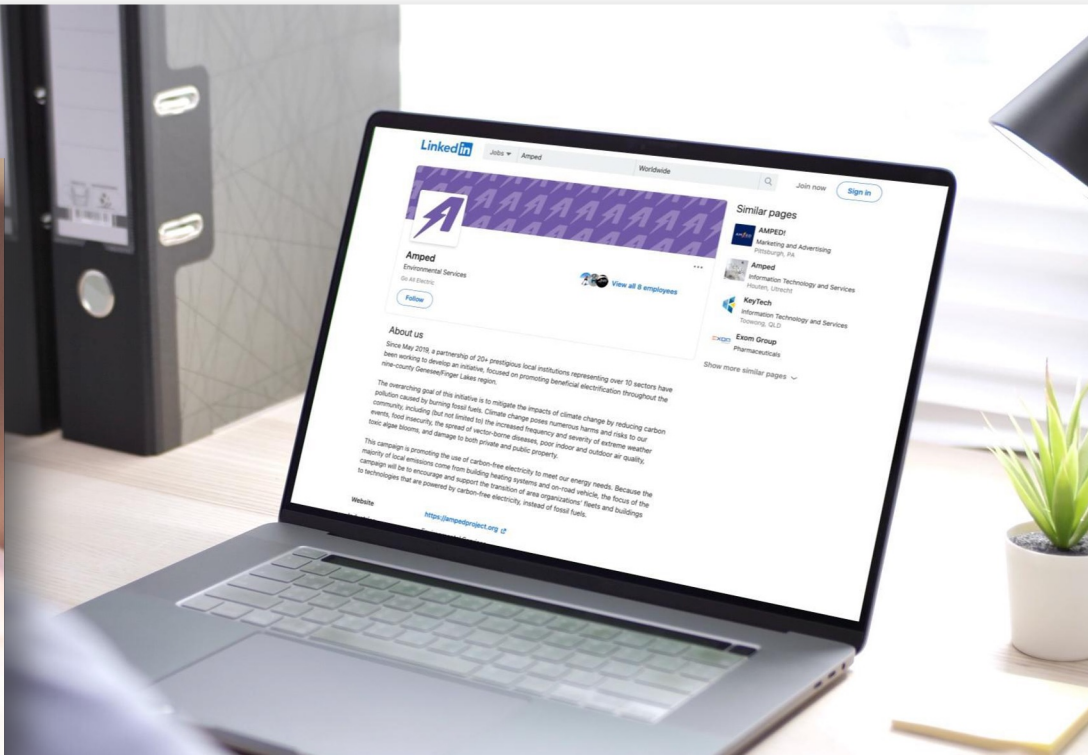 Linked in
Jobs Amped Worldwide Join now Sign in
Amped
Environmental Services
Go All Electric
Follow
View all 8 employees
About us
Since May 2019, a partnership of 20+ prestigious local institutions representing over 10 sectors have
been working to develop an initiative, focused on promoting beneficial electrification throughout the
nine-county Genesee/Finger Lakes region.
The overarching goal of this initiative is to mitigate the impacts of climate change by reducing carbon
pollution caused by burning fossil fuels. Climate change poses numerous harms and risks to our
community, including (but not limited to) the increased frequency and severity of extreme weather
events, food insecurity, the spread of vector-borne diseases, poor indoor and outdoor air quality,
toxic algae blooms, and damage to both private and public property.
This campaign is promoting the use of carbon-free electricity to meet our energy needs. Because the
majority of local emissions come from building heating systems and on-road vehicle, the focus of the
campaign will be to encourage and support the transition of area organizations' fleets and buildings
to technologies that are powered by carbon-free electricity, instead of fossil fuels.
Website
https://ampedproject.org
Similar pages
AMPED!
Marketing and Advertising
Pittsburgh, PA
Amped
Information Technology and Services
Houten, Utrecht
KeyTech
Information Technology and Services
Toowong, QLD
Exom Group
Pharmaceuticals
Show more similar pages